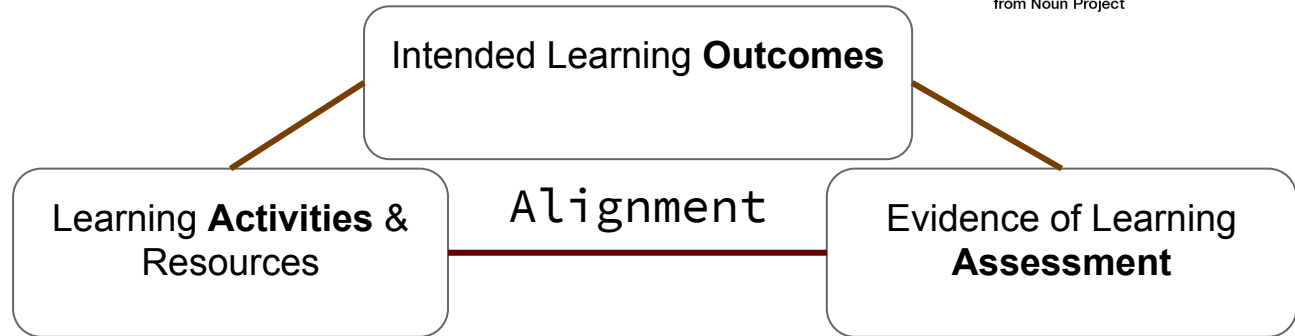 from Noun Project
Intended Learning Outcomes
Alignment
Learning Activities &
Resources
Evidence of Learning
Assessment